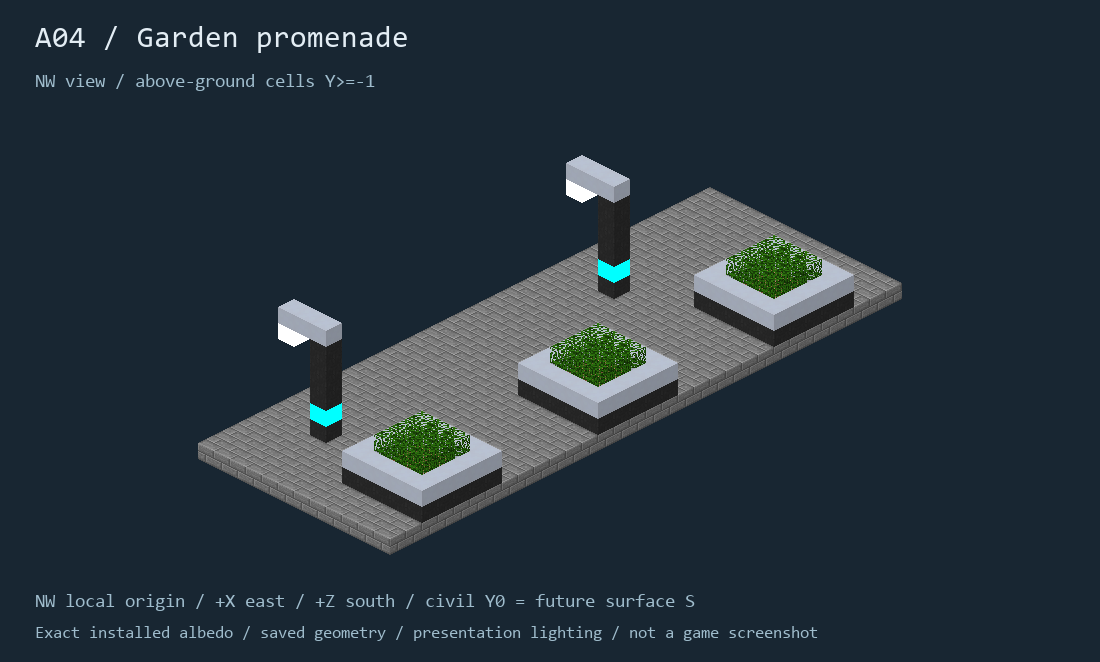 A04 / Garden promenade
NW view / above-ground cells Y>=-1
NW local origin / +X east / +Z south / civil Y0 = future surface S
Exact installed albedo / saved geometry / presentation lighting / not a game screenshot